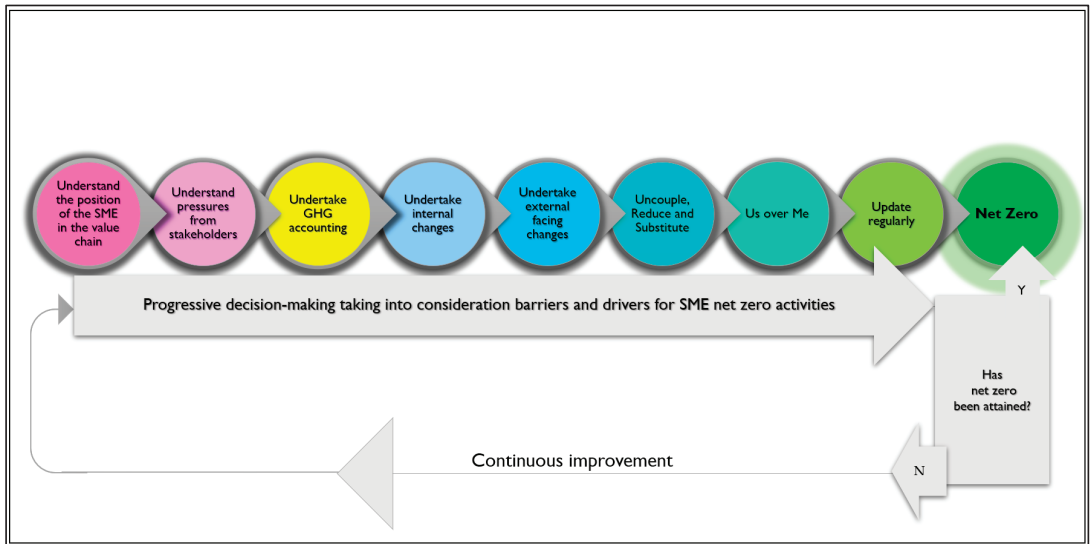 Understand
the position
of the SME
in the value
chain
Understand
pressures
from
stakeholders
Undertake
GHG
accounting
Undertake
internal
changes
Undertake
external
facing
changes
Uncouple,
Reduce and
Substitute
Us over Me
Update
regularly
Net Zero
Progressive decision-making taking into consideration barriers and drivers for SME net zero activities
Y
Has
net zero
been attained?
N
Continuous improvement